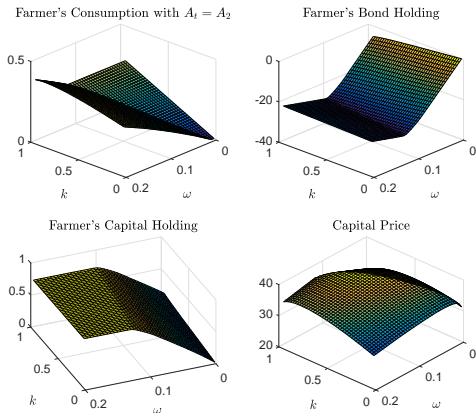 Farmer's Consumption with $A_t = A_2$
0.5
0
1
0.5
0
0.2
0.1
0
k
ω
Farmer's Bond Holding
0
-20
-40
1
0.5
0
0.2
0.1
0
k
ω
Farmer's Capital Holding
1
0.5
0
1
0.5
0
0.2
0.1
0
k
ω
Capital Price
40
30
20
1
0.5
0
0.2
0.1
0
k
ω